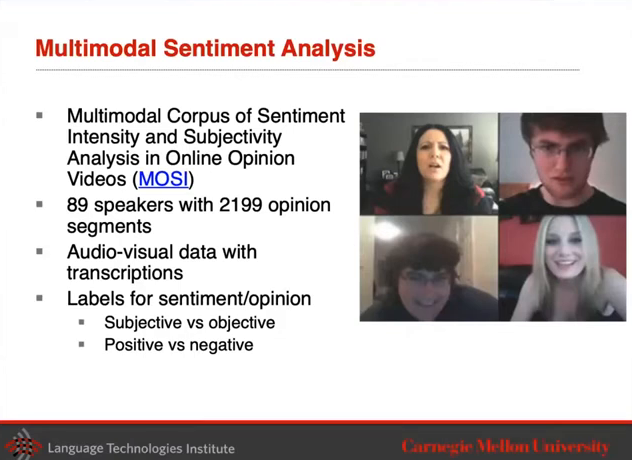 Multimodal Sentiment Analysis
Multimodal Corpus of Sentiment
Intensity and Subjectivity
Analysis in Online Opinion
Videos (MOSI)
89 speakers with 2199 opinion
segments
Audio-visual data with
transcriptions
Labels for sentiment/opinion
Subjective vs objective
Positive vs negative
Language Technologies Institute
Carnegie Mellon University